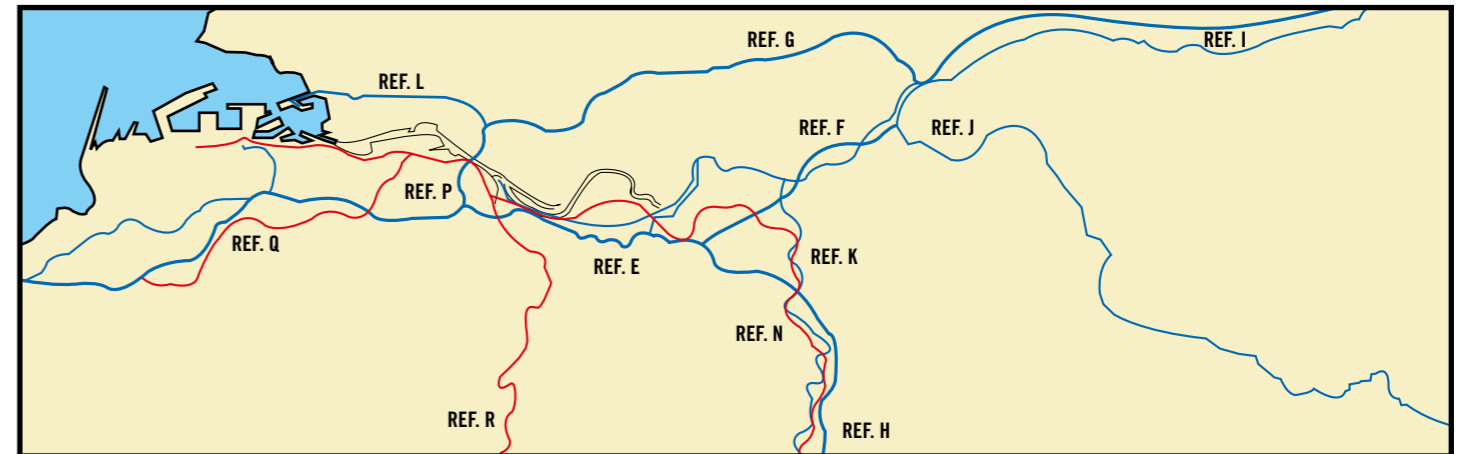 REF. G
REF. I
REF. L
REF. F
REF. J
REF. P
REF. Q
REF. E
REF. K
REF. N
REF. R
REF. H